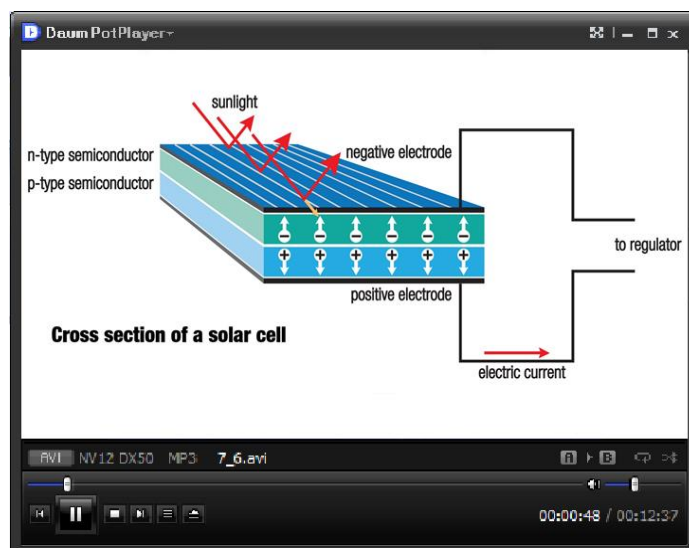 Daum PotPlayer
sunlight
n-type semiconductor
negative electrode
p-type semiconductor
to regulator
positive electrode
Cross section of a solar cell
electric current
AVI NV12 DX50 MP3 7_6.avi A B
00:00:48 / 00:12:37